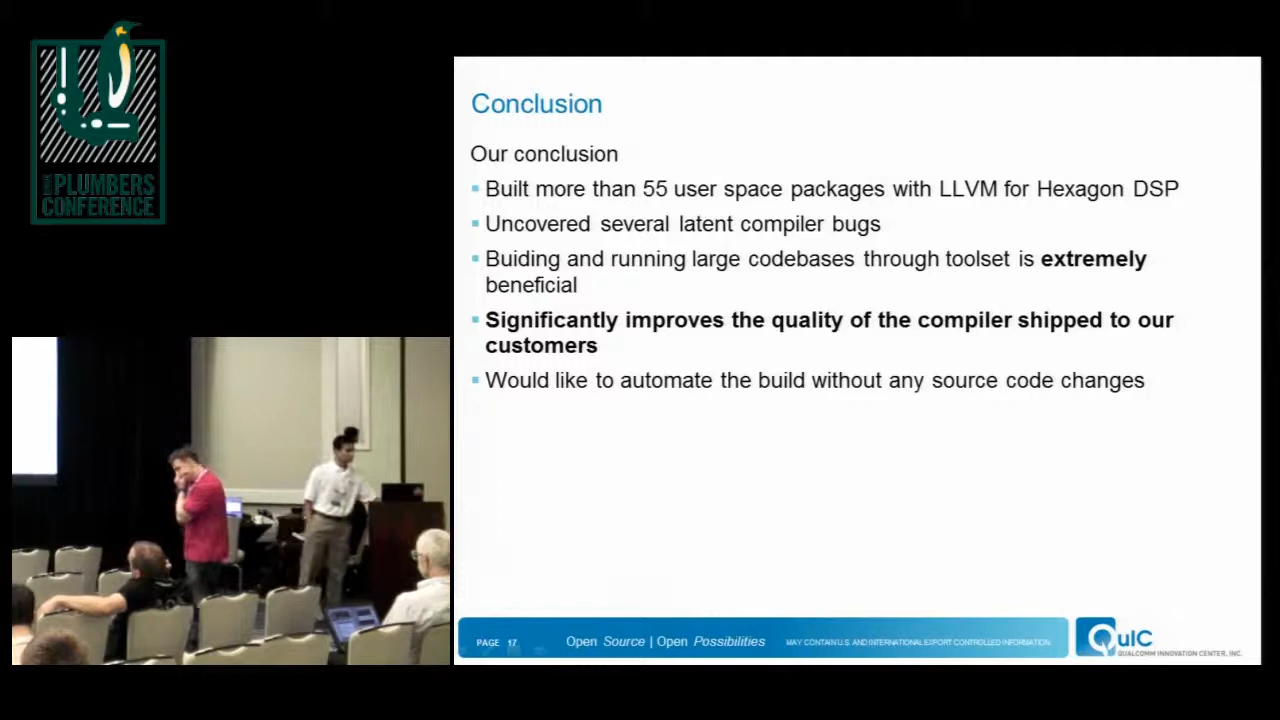 LINUX
PLUMBERS
CONFERENCE
Conclusion
Our conclusion
Built more than 55 user space packages with LLVM for Hexagon DSP
Uncovered several latent compiler bugs
Buiding and running large codebases through toolset is extremely
beneficial
Significantly improves the quality of the compiler shipped to our
customers
Would like to automate the build without any source code changes
PAGE 17
Open Source | Open Possibilities
MAY CONTAIN U.S. AND INTERNATIONAL EXPORT CONTROLLED INFORMATION
QuIC
QUALCOMM INNOVATION CENTER, INC.